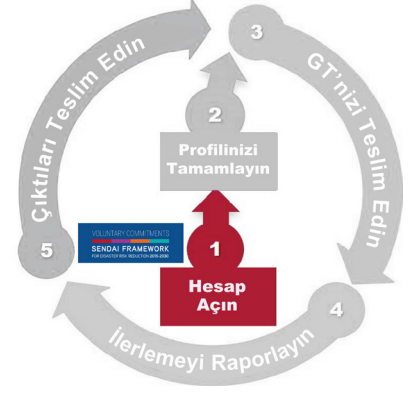 3
GT'nizi Teslim Edin
Çıktıları Teslim Edin
2
Profilinizi
Tamamlayın
VOLUNTARY COMMITMENTS
SENDAI FRAMEWORK
FOR DISASTER RISK REDUCTION 2015-2030
1
5
Hesap
Açın
4
İlerlemeyi Raporlayın